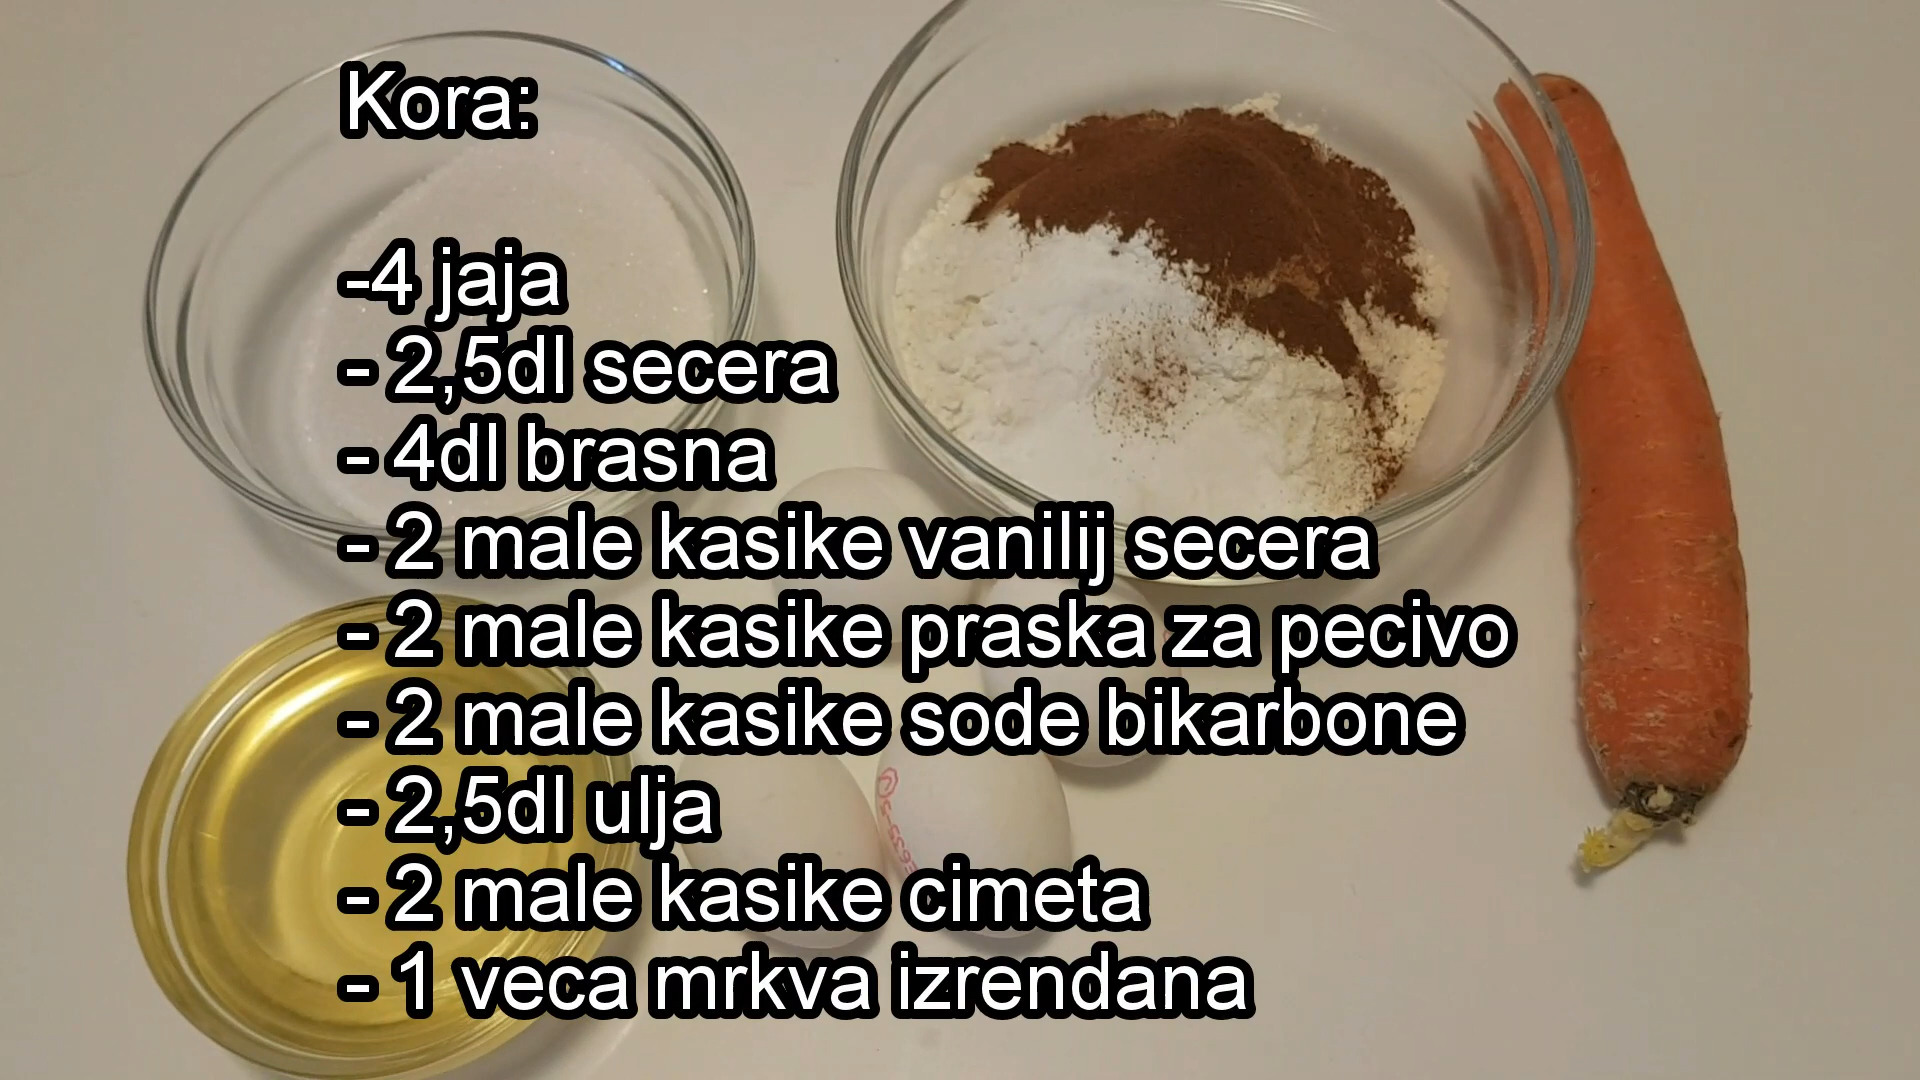 Kora:
-4 jaja
- 2,5dl secera
- 4dl brasna
- 2 male kasike vanilij secera
- 2 male kasike praska za pecivo
- 2 male kasike sode bikarbone
- 2,5dl ulja
- 2 male kasike cimeta
- 1 veca mrkva izrendana